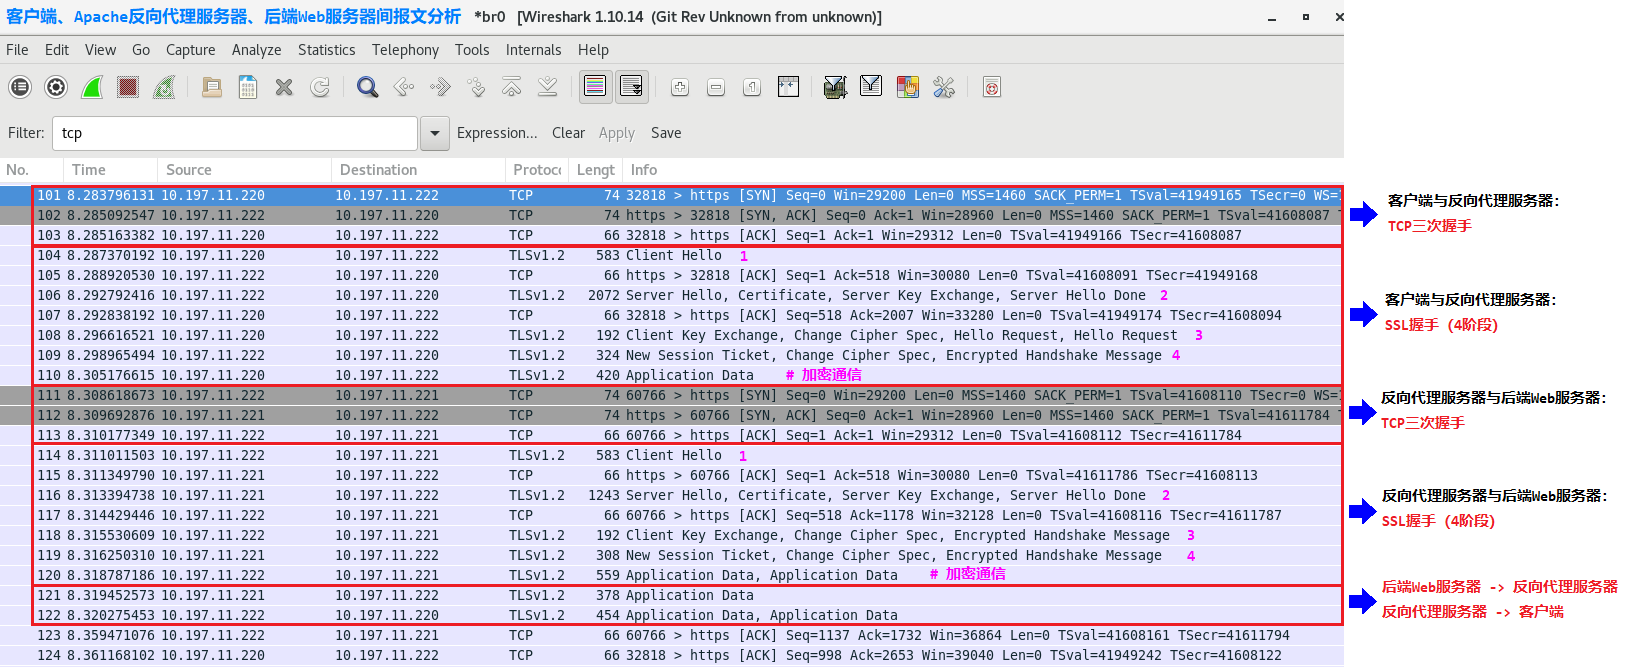 客户端、Apache反向代理服务器、后端Web服务器间报文分析 *br0 [Wireshark 1.10.14 (Git Rev Unknown from unknown)]
File Edit View Go Capture Analyze Statistics Telephony Tools Internals Help
Filter: tcp Expression... Clear Apply Save
No. Time Source Destination Protoc Lengt Info
101 8.283796131 10.197.11.220 10.197.11.222 TCP 74 32818 > https [SYN] Seq=0 Win=29200 Len=0 MSS=1460 SACK_PERM=1 TSval=41949165 TSecr=0 WS=
102 8.285092547 10.197.11.222 10.197.11.220 TCP 74 https > 32818 [SYN, ACK] Seq=0 Ack=1 Win=28960 Len=0 MSS=1460 SACK_PERM=1 TSval=41608087 T
103 8.285163382 10.197.11.220 10.197.11.222 TCP 66 32818 > https [ACK] Seq=1 Ack=1 Win=29312 Len=0 TSval=41949166 TSecr=41608087
客户端与反向代理服务器：
TCP三次握手
104 8.287370192 10.197.11.220 10.197.11.222 TLSv1.2 583 Client Hello 1
105 8.288920530 10.197.11.222 10.197.11.220 TCP 66 https > 32818 [ACK] Seq=1 Ack=518 Win=30080 Len=0 TSval=41608091 TSecr=41949168
106 8.292792416 10.197.11.222 10.197.11.220 TLSv1.2 2072 Server Hello, Certificate, Server Key Exchange, Server Hello Done 2
107 8.292838192 10.197.11.220 10.197.11.222 TCP 66 32818 > https [ACK] Seq=518 Ack=2007 Win=33280 Len=0 TSval=41949174 TSecr=41608094
108 8.296616521 10.197.11.220 10.197.11.222 TLSv1.2 192 Client Key Exchange, Change Cipher Spec, Hello Request, Hello Request 3
109 8.298965494 10.197.11.222 10.197.11.220 TLSv1.2 324 New Session Ticket, Change Cipher Spec, Encrypted Handshake Message 4
110 8.305176615 10.197.11.220 10.197.11.222 TLSv1.2 420 Application Data # 加密通信
客户端与反向代理服务器：
SSL握手（4阶段）
111 8.308618673 10.197.11.222 10.197.11.221 TCP 74 60766 > https [SYN] Seq=0 Win=29200 Len=0 MSS=1460 SACK_PERM=1 TSval=41608110 TSecr=0 WS=
112 8.309692876 10.197.11.221 10.197.11.222 TCP 74 https > 60766 [SYN, ACK] Seq=0 Ack=1 Win=28960 Len=0 MSS=1460 SACK_PERM=1 TSval=41611784 T
113 8.310177349 10.197.11.222 10.197.11.221 TCP 66 60766 > https [ACK] Seq=1 Ack=1 Win=29312 Len=0 TSval=41608112 TSecr=41611784
反向代理服务器与后端Web服务器：
TCP三次握手
114 8.311011503 10.197.11.222 10.197.11.221 TLSv1.2 583 Client Hello 1
115 8.311349790 10.197.11.221 10.197.11.222 TCP 66 https > 60766 [ACK] Seq=1 Ack=518 Win=30080 Len=0 TSval=41611786 TSecr=41608113
116 8.313394738 10.197.11.221 10.197.11.222 TLSv1.2 1243 Server Hello, Certificate, Server Key Exchange, Server Hello Done 2
117 8.314429446 10.197.11.222 10.197.11.221 TCP 66 60766 > https [ACK] Seq=518 Ack=1178 Win=32128 Len=0 TSval=41608116 TSecr=41611787
118 8.315530609 10.197.11.222 10.197.11.221 TLSv1.2 192 Client Key Exchange, Change Cipher Spec, Encrypted Handshake Message 3
119 8.316250310 10.197.11.221 10.197.11.222 TLSv1.2 308 New Session Ticket, Change Cipher Spec, Encrypted Handshake Message 4
120 8.318787186 10.197.11.222 10.197.11.221 TLSv1.2 559 Application Data, Application Data # 加密通信
反向代理服务器与后端Web服务器：
SSL握手（4阶段）
121 8.319452573 10.197.11.221 10.197.11.222 TLSv1.2 378 Application Data
122 8.320275453 10.197.11.222 10.197.11.220 TLSv1.2 454 Application Data, Application Data
后端Web服务器 -> 反向代理服务器
反向代理服务器 -> 客户端
123 8.359471076 10.197.11.222 10.197.11.221 TCP 66 60766 > https [ACK] Seq=1137 Ack=1732 Win=36864 Len=0 TSval=41608161 TSecr=41611794
124 8.361168102 10.197.11.220 10.197.11.222 TCP 66 32818 > https [ACK] Seq=998 Ack=2653 Win=39040 Len=0 TSval=41949242 TSecr=41608122